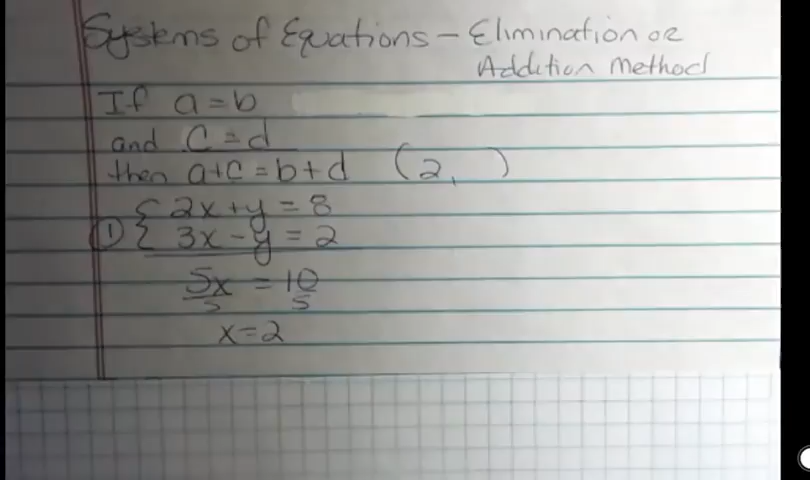 Systems of Equations - Elimination or
Addition Method
If a=b
and c=d
then a+c=b+d (2, )
① { 2x+y=8
3x-y=2
5x/5 = 10/5
x=2